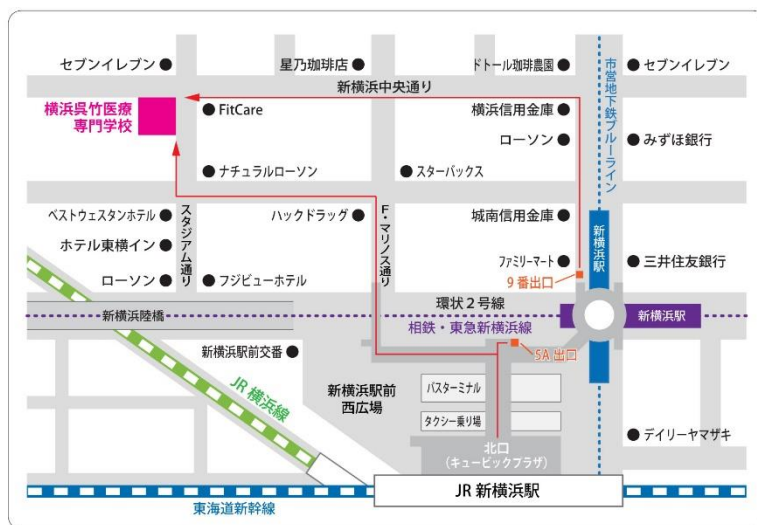 セブンイレブン
星乃珈琲店
ドトール珈琲農園
セブンイレブン
新横浜中央通り
横浜呉竹医療
専門学校
FitCare
横浜信用金庫
市営地下鉄ブルーライン
ローソン
みずほ銀行
ナチュラルローソン
スターバックス
ベストウェスタンホテル
スタジアム通り
ハックドラッグ
F・マリノス通り
城南信用金庫
新横浜駅
ホテル東横イン
ローソン
フジビューホテル
ファミリーマート
三井住友銀行
9番出口
環状2号線
新横浜陸橋
相鉄・東急新横浜線
新横浜駅
新横浜駅前交番
5A出口
JR横浜線
新横浜駅前
西広場
バスターミナル
タクシー乗り場
北口
(キュービックプラザ)
デイリーヤマザキ
JR 新横浜駅
東海道新幹線